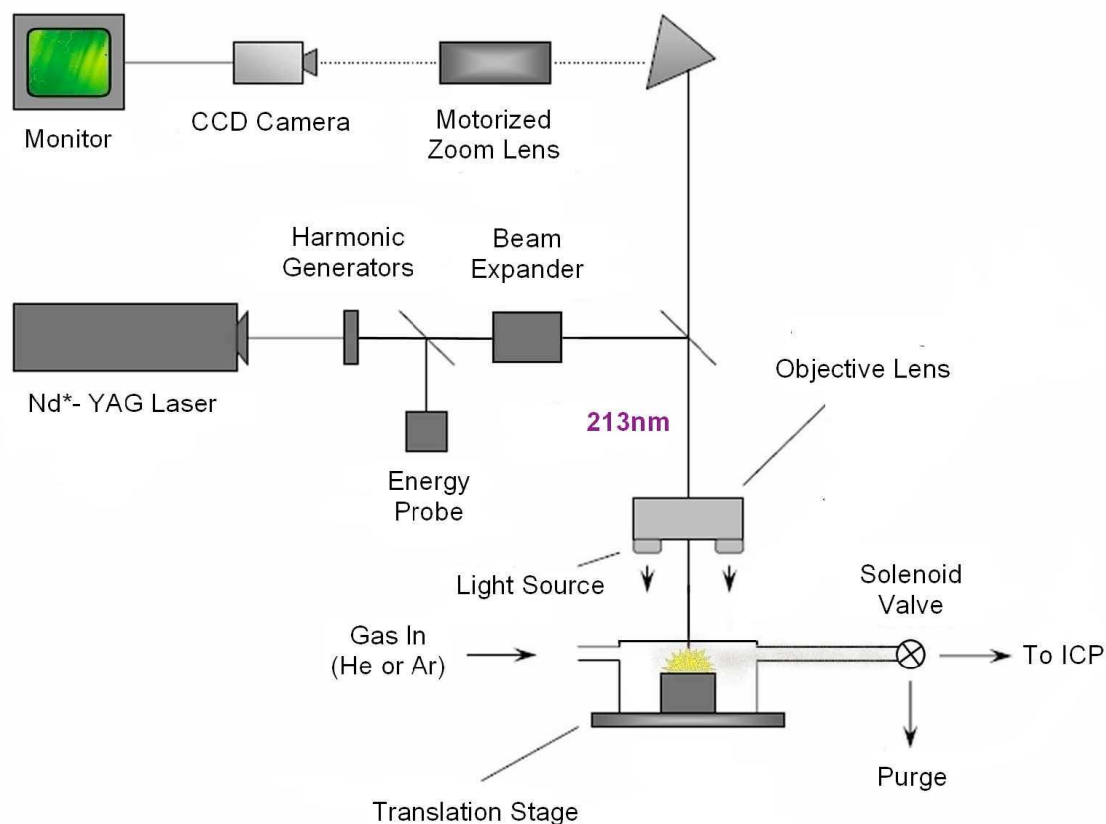 Monitor
CCD Camera
Motorized
Zoom Lens
Harmonic
Generators
Beam
Expander
Nd*- YAG Laser
Energy
Probe
213nm
Objective Lens
Light Source
Solenoid
Valve
Gas In
(He or Ar)
To ICP
Purge
Translation Stage